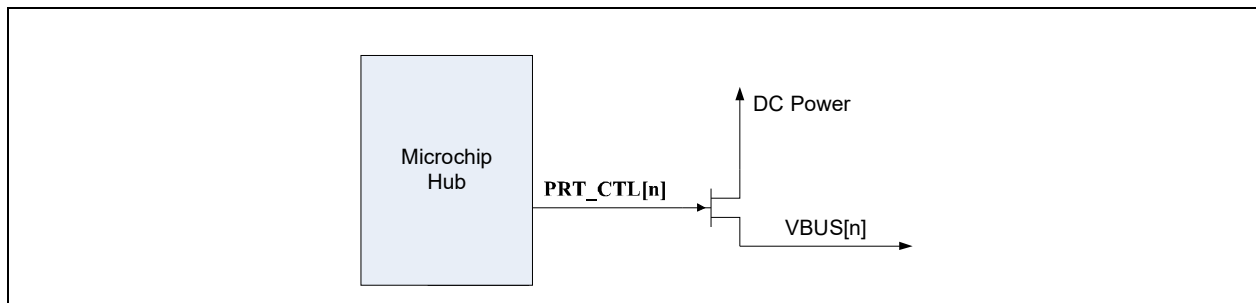 DC Power
Microchip
Hub
PRT_CTL[n]
VBUS[n]